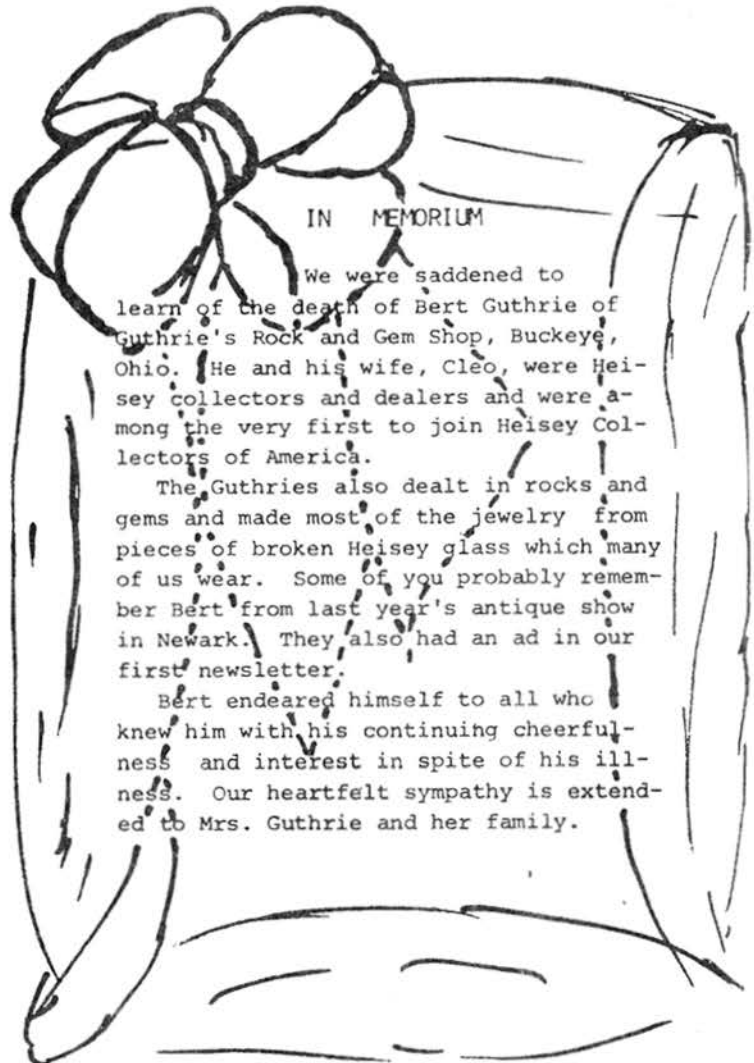 IN MEMORIUM
We were saddened to
learn of the death of Bert Guthrie of
Guthrie's Rock and Gem Shop, Buckeye,
Ohio. He and his wife, Cleo, were Hei-
sey collectors and dealers and were a-
mong the very first to join Heisey Col-
lectors of America.
The Guthries also dealt in rocks and
gems and made most of the jewelry from
pieces of broken Heisey glass which many
of us wear. Some of you probably remem-
ber Bert from last year's antique show
in Newark. They also had an ad in our
first newsletter.
Bert endeared himself to all who
knew him with his continuing cheerful-
ness and interest in spite of his ill-
ness. Our heartfelt sympathy is extend-
ed to Mrs. Guthrie and her family.